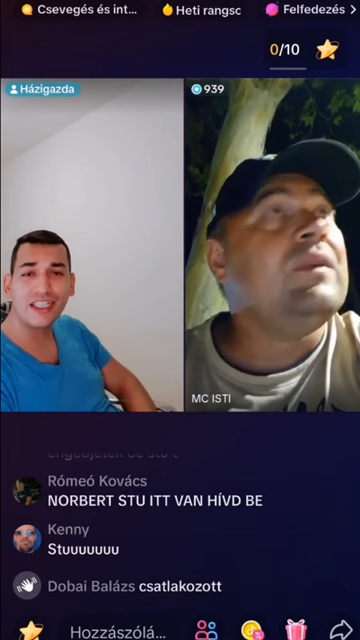 Csevegés és int...
Heti rangsc
Felfedezés
0/10
Házigazda
939
MC ISTI
Rómeó Kovács
NORBERT STU ITT VAN HÍVD BE
Kenny
Stuuuuuuu
Dobai Balázs csatlakozott
Hozzászólá...